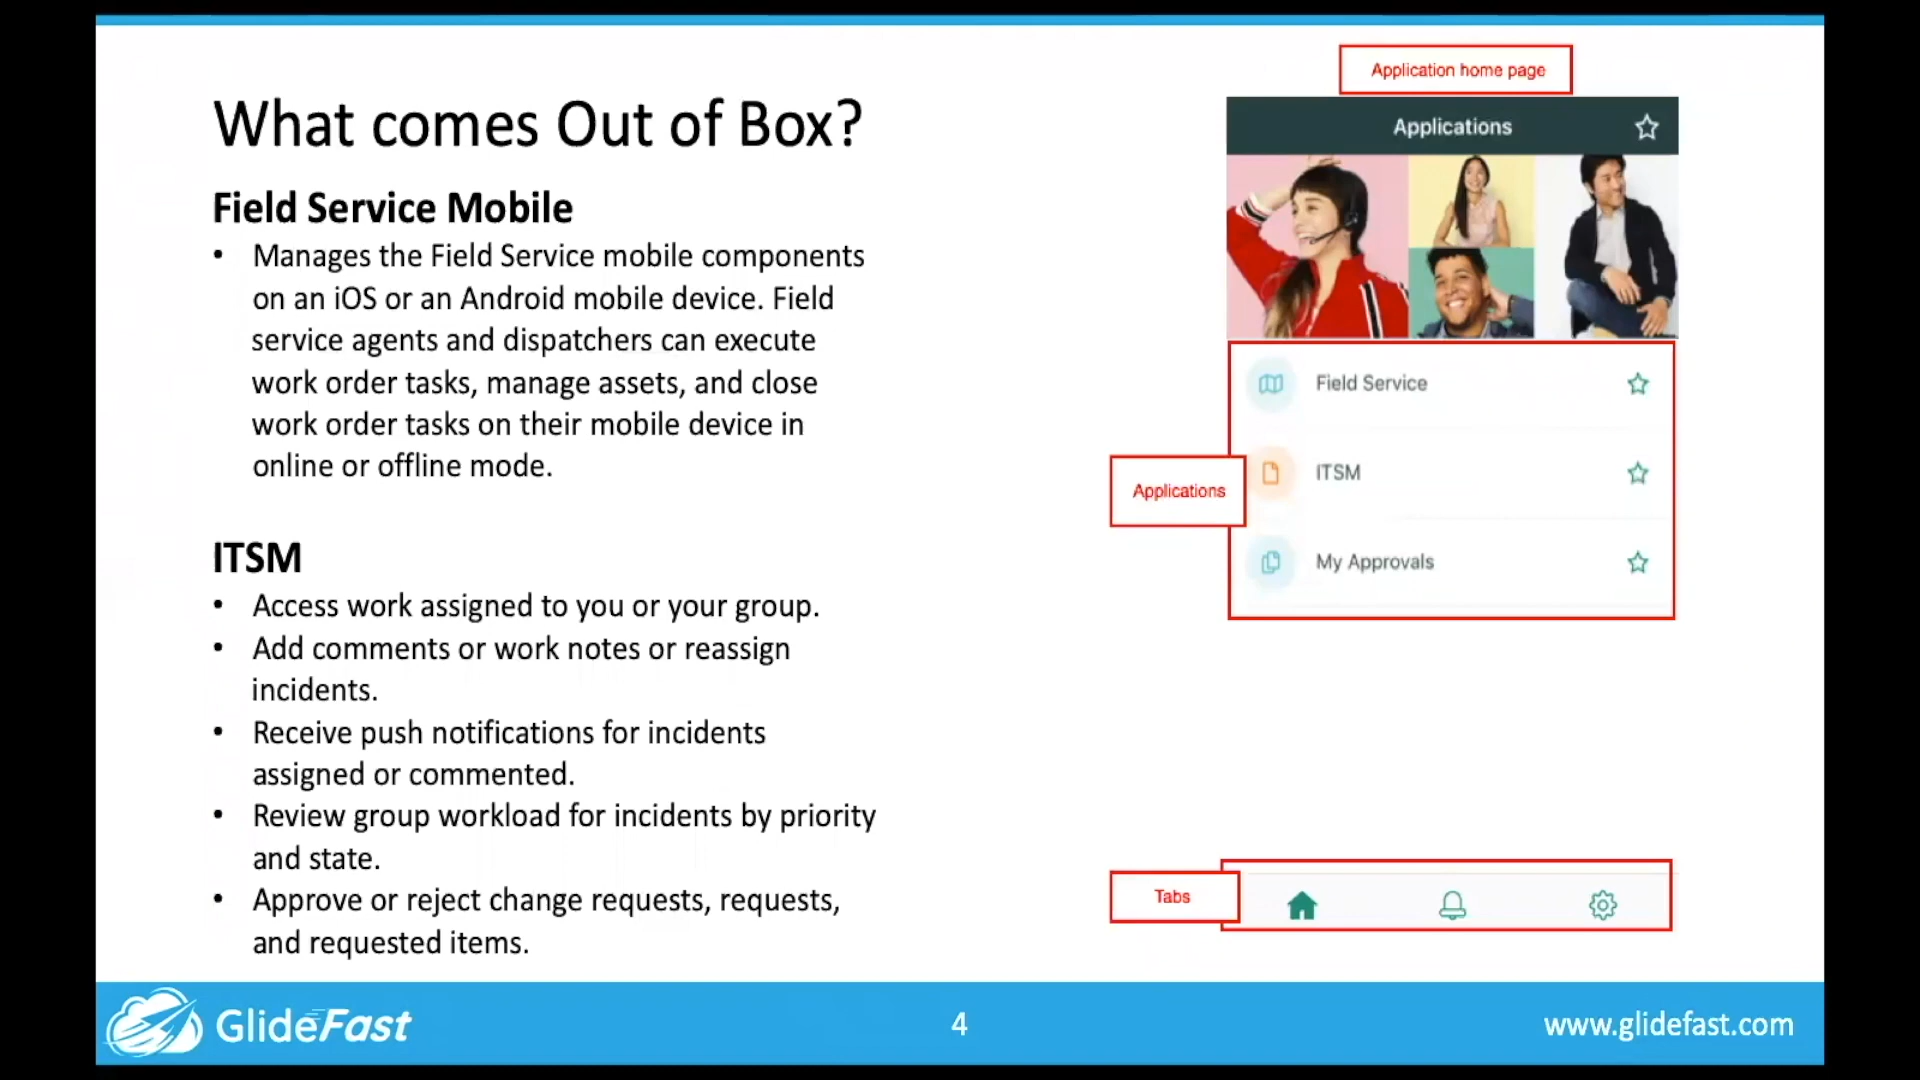 What comes Out of Box?
Field Service Mobile
• Manages the Field Service mobile components
on an iOS or an Android mobile device. Field
service agents and dispatchers can execute
work order tasks, manage assets, and close
work order tasks on their mobile device in
online or offline mode.
ITSM
• Access work assigned to you or your group.
• Add comments or work notes or reassign
incidents.
• Receive push notifications for incidents
assigned or commented.
• Review group workload for incidents by priority
and state.
• Approve or reject change requests, requests,
and requested items.
Application home page
Applications
Field Service
Applications
ITSM
My Approvals
Tabs
GlideFast
4
www.glidefast.com